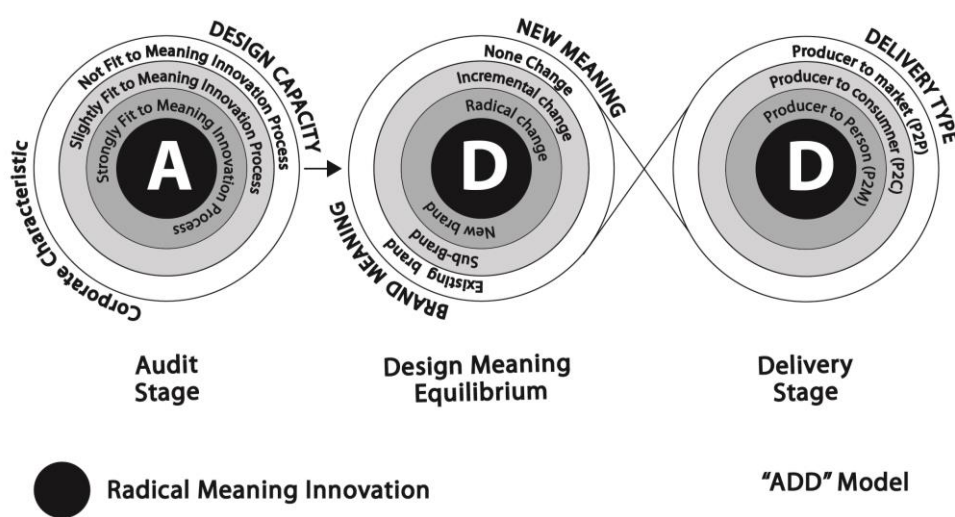 DESIGN CAPACITY
Not Fit to Meaning Innovation Process
Slightly Fit to Meaning Innovation Process
Strongly Fit to Meaning Innovation Process
A
Corporate Characteristic
NEW MEANING
None Change
Incremental change
Radical change
D
New brand
Sub-Brand
Existing brand
BRAND MEANING
DELIVERY TYPE
Producer to market (P2P)
Producer to consumner (P2C)
Producer to Person (P2M)
D
Audit
Stage
Design Meaning
Equilibrium
Delivery
Stage
Radical Meaning Innovation
“ADD” Model